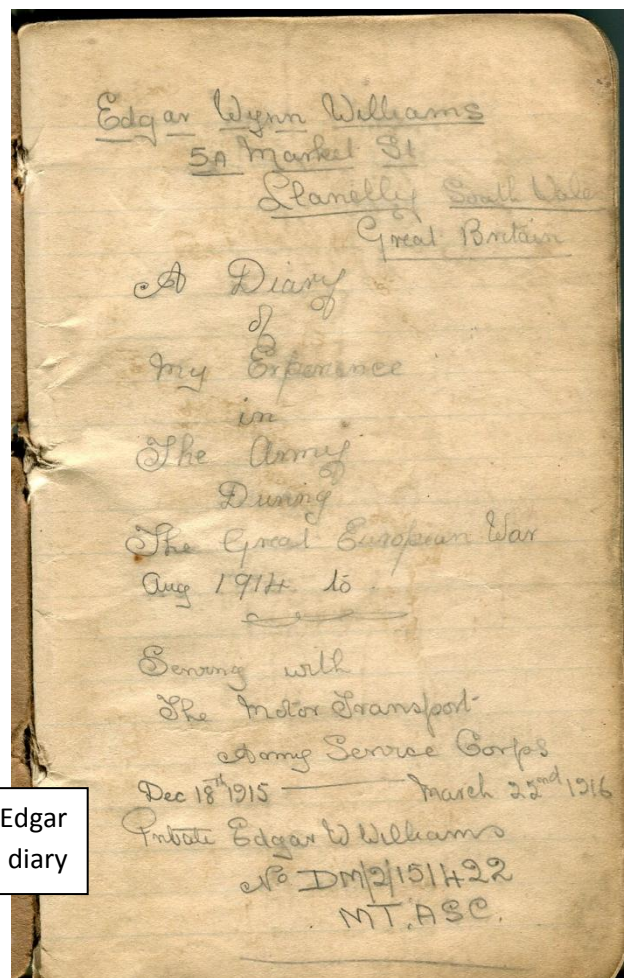 Edgar Wynn Williams
5A Market St
Llanelly South Wale
Great Britain
A Diary
of
My Experience
in
The Army
During
The Great European War
Aug 1914 to
Serving with
The Motor Transport
Army Service Corps
Dec 18th 1915 — March 22nd 1916
Private Edgar W Williams
No DM/2/151422
MT. ASC.
Edgar
diary